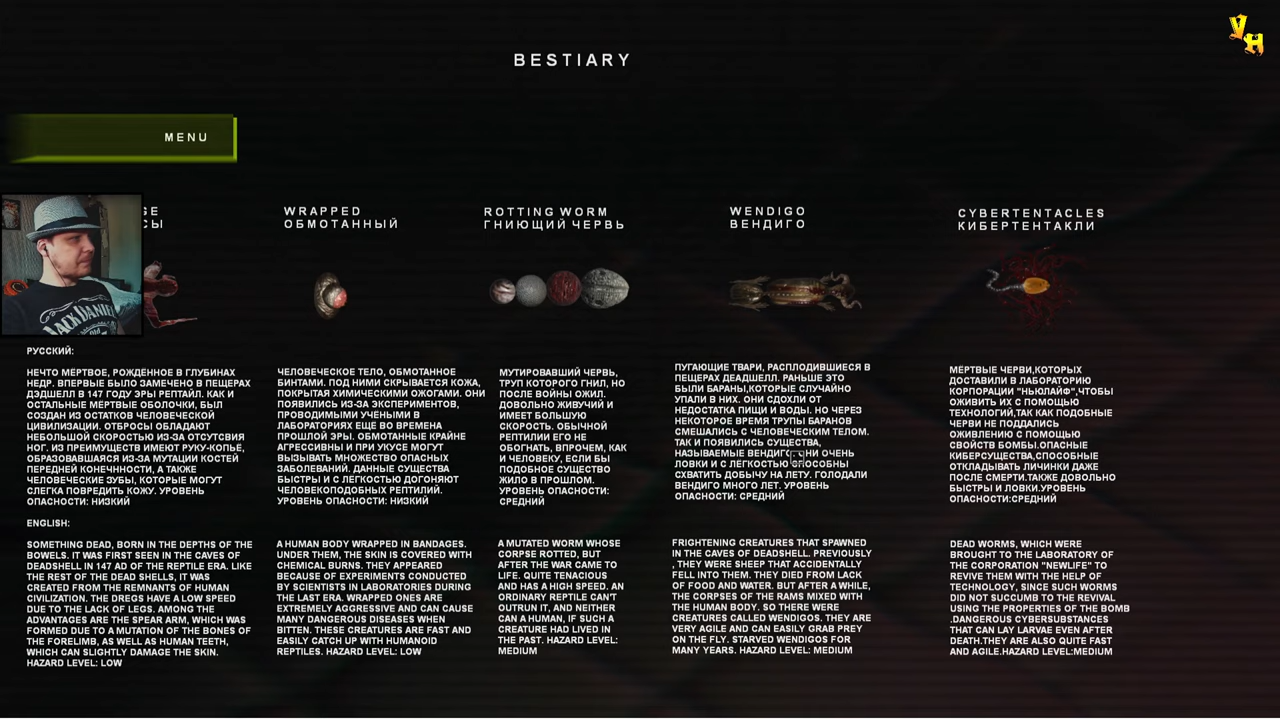 YH
BESTIARY
MENU
GE
СЫ
WRAPPED
ОБМОТАННЫЙ
ROTTING WORM
ГНИЮЩИЙ ЧЕРВЬ
WENDIGO
ВЕНДИГО
CYBERTENTACLES
КИБЕРТЕНТАКЛИ
JACK DANIEL
РУССКИЙ:
НЕЧТО МЁРТВОЕ, РОЖДЁННОЕ В ГЛУБИНАХ
НЕДР. ВПЕРВЫЕ БЫЛО ЗАМЕЧЕНО В ПЕЩЕРАХ
ДЭДШЕЛЛ В 147 ГОДУ ЭРЫ РЕПТАЙЛ. КАК И
ОСТАЛЬНЫЕ МЕРТВЫЕ ОБОЛОЧКИ, БЫЛ
СОЗДАН ИЗ ОСТАТКОВ ЧЕЛОВЕЧЕСКОЙ
ЦИВИЛИЗАЦИИ. ОТБРОСЫ ОБЛАДАЮТ
НЕБОЛЬШОЙ СКОРОСТЬЮ ИЗ-ЗА ОТСУТСВИЯ
НОГ. ИЗ ПРЕИМУЩЕСТВ ИМЕЮТ РУКУ-КОПЬЁ,
ОБРАЗОВАВШАЯСЯ ИЗ-ЗА МУТАЦИИ КОСТЕЙ
ПЕРЕДНЕЙ КОНЕЧННОСТИ, А ТАКЖЕ
ЧЕЛОВЕЧЕСКИЕ ЗУБЫ, КОТОРЫЕ МОГУТ
СЛЕГКА ПОВРЕДИТЬ КОЖУ. УРОВЕНЬ
ОПАСНОСТИ: НИЗКИЙ
ЧЕЛОВЕЧЕСКОЕ ТЕЛО, ОБМОТАННОЕ
БИНТАМИ. ПОД НИМИ СКРЫВАЕТСЯ КОЖА,
ПОКРЫТАЯ ХИМИЧЕСКИМИ ОЖОГАМИ. ОНИ
ПОЯВИЛИСЬ ИЗ-ЗА ЭКСПЕРИМЕНТОВ,
ПРОВОДИМЫМИ УЧЕНЫМИ В
ЛАБОРАТОРИЯХ ЕЩЁ ВО ВРЕМЕНА
ПРОШЛОЙ ЭРЫ. ОБМОТАННЫЕ КРАЙНЕ
АГРЕССИВНЫ И ПРИ УКУСЕ МОГУТ
ВЫЗЫВАТЬ МНОЖЕСТВО ОПАСНЫХ
ЗАБОЛЕВАНИЙ. ДАННЫЕ СУЩЕСТВА
БЫСТРЫ И С ЛЕГКОСТЬЮ ДОГОНЯЮТ
ЧЕЛОВЕКОПОДОБНЫХ РЕПТИЛИЙ.
УРОВЕНЬ ОПАСНОСТИ: НИЗКИЙ
МУТИРОВАВШИЙ ЧЕРВЬ,
ТРУП КОТОРОГО ГНИЛ, НО
ПОСЛЕ ВОЙНЫ ОЖИЛ.
ДОВОЛЬНО ЖИВУЧИЙ И
ИМЕЕТ БОЛЬШУЮ
СКОРОСТЬ. ОБЫЧНОЙ
РЕПТИЛИИ ЕГО НЕ
ОБОГНАТЬ, ВПРОЧЕМ, КАК
И ЧЕЛОВЕКУ, ЕСЛИ БЫ
ПОДОБНОЕ СУЩЕСТВО
ЖИЛО В ПРОШЛОМ.
УРОВЕНЬ ОПАСНОСТИ:
СРЕДНИЙ
ПУГАЮЩИЕ ТВАРИ, РАСПЛОДИВШИЕСЯ В
ПЕЩЕРАХ ДЕАДШЕЛЛ. РАНЬШЕ ЭТО
БЫЛИ БАРАНЫ,КОТОРЫЕ СЛУЧАЙНО
УПАЛИ В НИХ. ОНИ СДОХЛИ ОТ
НЕДОСТАТКА ПИЩИ И ВОДЫ. НО ЧЕРЕЗ
НЕКОТОРОЕ ВРЕМЯ ТРУПЫ БАРАНОВ
СМЕШАЛИСЬ С ЧЕЛОВЕЧЕСКИМ ТЕЛОМ.
ТАК И ПОЯВИЛИСЬ СУЩЕСТВА,
НАЗЫВАЕМЫЕ ВЕНДИГО. ОНИ ОЧЕНЬ
ЛОВКИ И С ЛЕГКОСТЬЮ СПОСОБНЫ
СХВАТИТЬ ДОБЫЧУ НА ЛЕТУ. ГОЛОДАЛИ
ВЕНДИГО МНОГО ЛЕТ. УРОВЕНЬ
ОПАСНОСТИ: СРЕДНИЙ
МЕРТВЫЕ ЧЕРВИ,КОТОРЫХ
ДОСТАВИЛИ В ЛАБОРАТОРИЮ
КОРПОРАЦИИ "НЬЮЛАЙФ",ЧТОБЫ
ОЖИВИТЬ ИХ С ПОМОЩЬЮ
ТЕХНОЛОГИЙ,ТАК КАК ПОДОБНЫЕ
ЧЕРВИ НЕ ПОДДАЛИСЬ
ОЖИВЛЕНИЮ С ПОМОЩЬЮ
СВОЙСТВ БОМБЫ.ОПАСНЫЕ
КИБЕРСУЩЕСТВА,СПОСОБНЫЕ
ОТКЛАДЫВАТЬ ЛИЧИНКИ ДАЖЕ
ПОСЛЕ СМЕРТИ.ТАКЖЕ ДОВОЛЬНО
БЫСТРЫ И ЛОВКИ.УРОВЕНЬ
ОПАСНОСТИ:СРЕДНИЙ
ENGLISH:
SOMETHING DEAD, BORN IN THE DEPTHS OF THE
BOWELS. IT WAS FIRST SEEN IN THE CAVES OF
DEADSHELL IN 147 AD OF THE REPTILE ERA. LIKE
THE REST OF THE DEAD SHELLS, IT WAS
CREATED FROM THE REMNANTS OF HUMAN
CIVILIZATION. THE DREGS HAVE A LOW SPEED
DUE TO THE LACK OF LEGS. AMONG THE
ADVANTAGES ARE THE SPEAR ARM, WHICH WAS
FORMED DUE TO A MUTATION OF THE BONES OF
THE FORELIMB. AS WELL AS HUMAN TEETH,
WHICH CAN SLIGHTLY DAMAGE THE SKIN.
HAZARD LEVEL: LOW
A HUMAN BODY WRAPPED IN BANDAGES.
UNDER THEM, THE SKIN IS COVERED WITH
CHEMICAL BURNS. THEY APPEARED
BECAUSE OF EXPERIMENTS CONDUCTED
BY SCIENTISTS IN LABORATORIES DURING
THE LAST ERA. WRAPPED ONES ARE
EXTREMELY AGGRESSIVE AND CAN CAUSE
MANY DANGEROUS DISEASES WHEN
BITTEN. THESE CREATURES ARE FAST AND
EASILY CATCH UP WITH HUMANOID
REPTILES. HAZARD LEVEL: LOW
A MUTATED WORM WHOSE
CORPSE ROTTED, BUT
AFTER THE WAR CAME TO
LIFE. QUITE TENACIOUS
AND HAS A HIGH SPEED. AN
ORDINARY REPTILE CAN'T
OUTRUN IT, AND NEITHER
CAN A HUMAN, IF SUCH A
CREATURE HAD LIVED IN
THE PAST. HAZARD LEVEL:
MEDIUM
FRIGHTENING CREATURES THAT SPAWNED
IN THE CAVES OF DEADSHELL. PREVIOUSLY
, THEY WERE SHEEP THAT ACCIDENTALLY
FELL INTO THEM. THEY DIED FROM LACK
OF FOOD AND WATER. BUT AFTER A WHILE,
THE CORPSES OF THE RAMS MIXED WITH
THE HUMAN BODY. SO THERE WERE
CREATURES CALLED WENDIGOS. THEY ARE
VERY AGILE AND CAN EASILY GRAB PREY
ON THE FLY. STARVED WENDIGOS FOR
MANY YEARS. HAZARD LEVEL: MEDIUM
DEAD WORMS, WHICH WERE
BROUGHT TO THE LABORATORY OF
THE CORPORATION "NEWLIFE" TO
REVIVE THEM WITH THE HELP OF
TECHNOLOGY, SINCE SUCH WORMS
DID NOT SUCCUMB TO THE REVIVAL
USING THE PROPERTIES OF THE BOMB
.DANGEROUS CYBERSUBSTANCES
THAT CAN LAY LARVAE EVEN AFTER
DEATH.THEY ARE ALSO QUITE FAST
AND AGILE.HAZARD LEVEL:MEDIUM